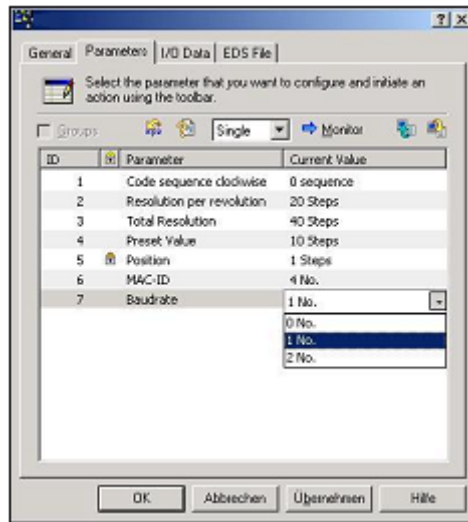 General Parameters I/O Data EDS File
Select the parameter that you want to configure and initiate an
action using the toolbar.
Groups Single Monitor
ID Parameter Current Value
1 Code sequence clockwise 0 sequence
2 Resolution per revolution 20 Steps
3 Total Resolution 40 Steps
4 Preset Value 10 Steps
5 Position 1 Steps
6 MAC-ID 4 No.
7 Baudrate 1 No.
0 No.
1 No.
2 No.
OK Abbrechen Übernehmen Hilfe